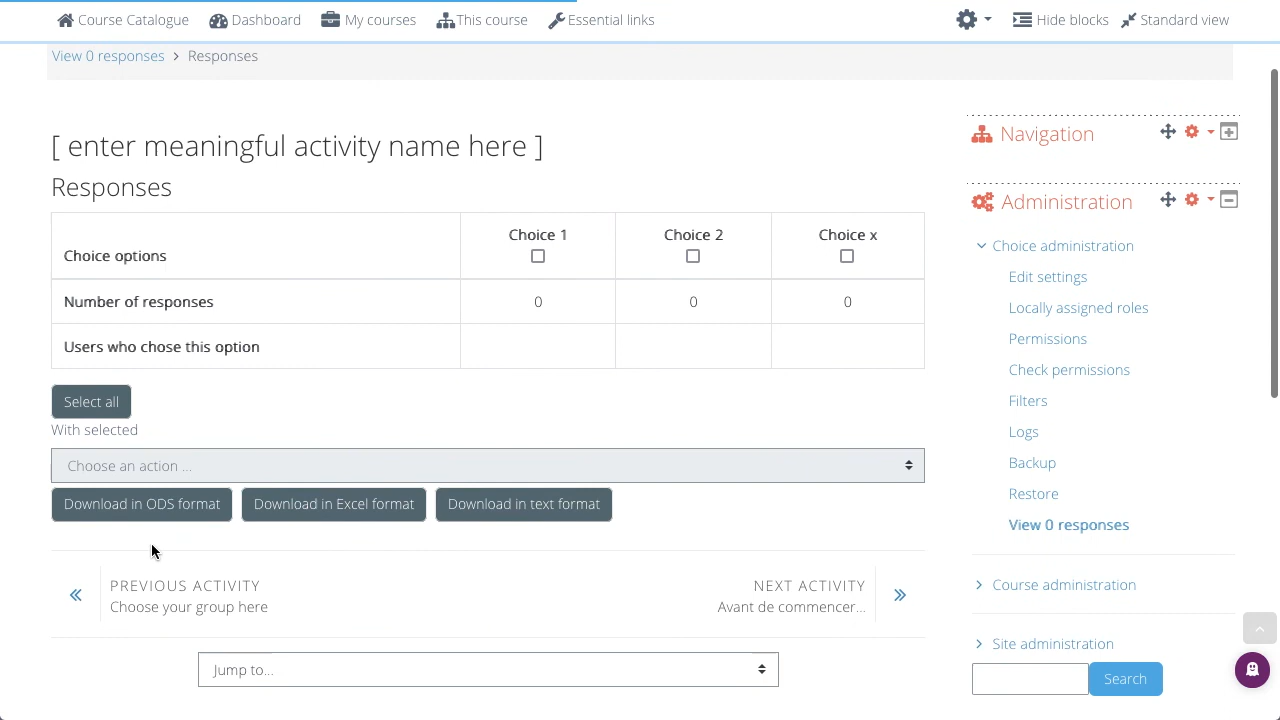 Course Catalogue Dashboard My courses This course Essential links Hide blocks Standard view
View 0 responses > Responses
[ enter meaningful activity name here ]
Responses
Choice options Choice 1 Choice 2 Choice x
Number of responses 0 0 0
Users who chose this option
Select all
With selected
Choose an action ...
Download in ODS format Download in Excel format Download in text format
PREVIOUS ACTIVITY
Choose your group here
NEXT ACTIVITY
Avant de commencer...
Jump to...
Navigation
Administration
Choice administration
Edit settings
Locally assigned roles
Permissions
Check permissions
Filters
Logs
Backup
Restore
View 0 responses
Course administration
Site administration
Search